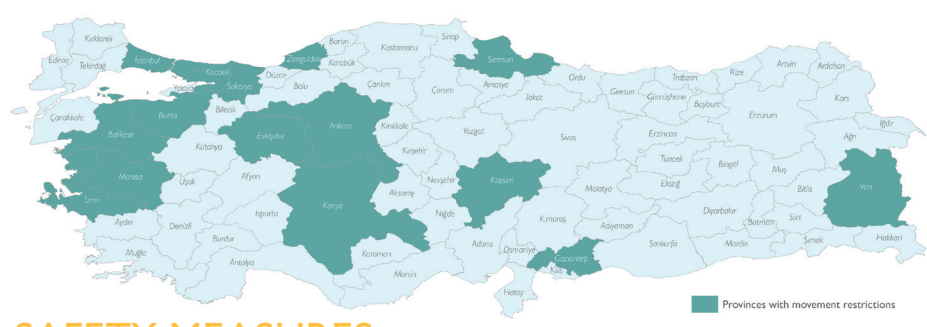 Kırklareli
Edirne
Tekirdağ
İstanbul
Kocaeli
Yalova
Sakarya
Düzce
Zonguldak
Bartın
Karabük
Bolu
Kastamonu
Sinop
Çankırı
Çorum
Samsun
Amasya
Tokat
Ordu
Giresun
Trabzon
Gümüşhane
Rize
Bayburt
Artvin
Ardahan
Kars
Iğdır
Ağrı
Erzurum
Erzincan
Çanakkale
Balıkesir
Bursa
Bilecik
Kütahya
Eskişehir
Ankara
Kırıkkale
Yozgat
Sivas
Kırşehir
Tunceli
Bingöl
Muş
Van
Bitlis
Manisa
İzmir
Uşak
Afyon
Konya
Aksaray
Nevşehir
Kayseri
Malatya
Elazığ
Diyarbakır
Batman
Siirt
Aydın
Denizli
Isparta
Burdur
Niğde
K.maraş
Adıyaman
Şanlıurfa
Mardin
Şırnak
Hakkari
Muğla
Antalya
Karaman
Mersin
Adana
Osmaniye
Gaziantep
Kilis
Hatay
Provinces with movement restrictions
SAFETY MEASURES